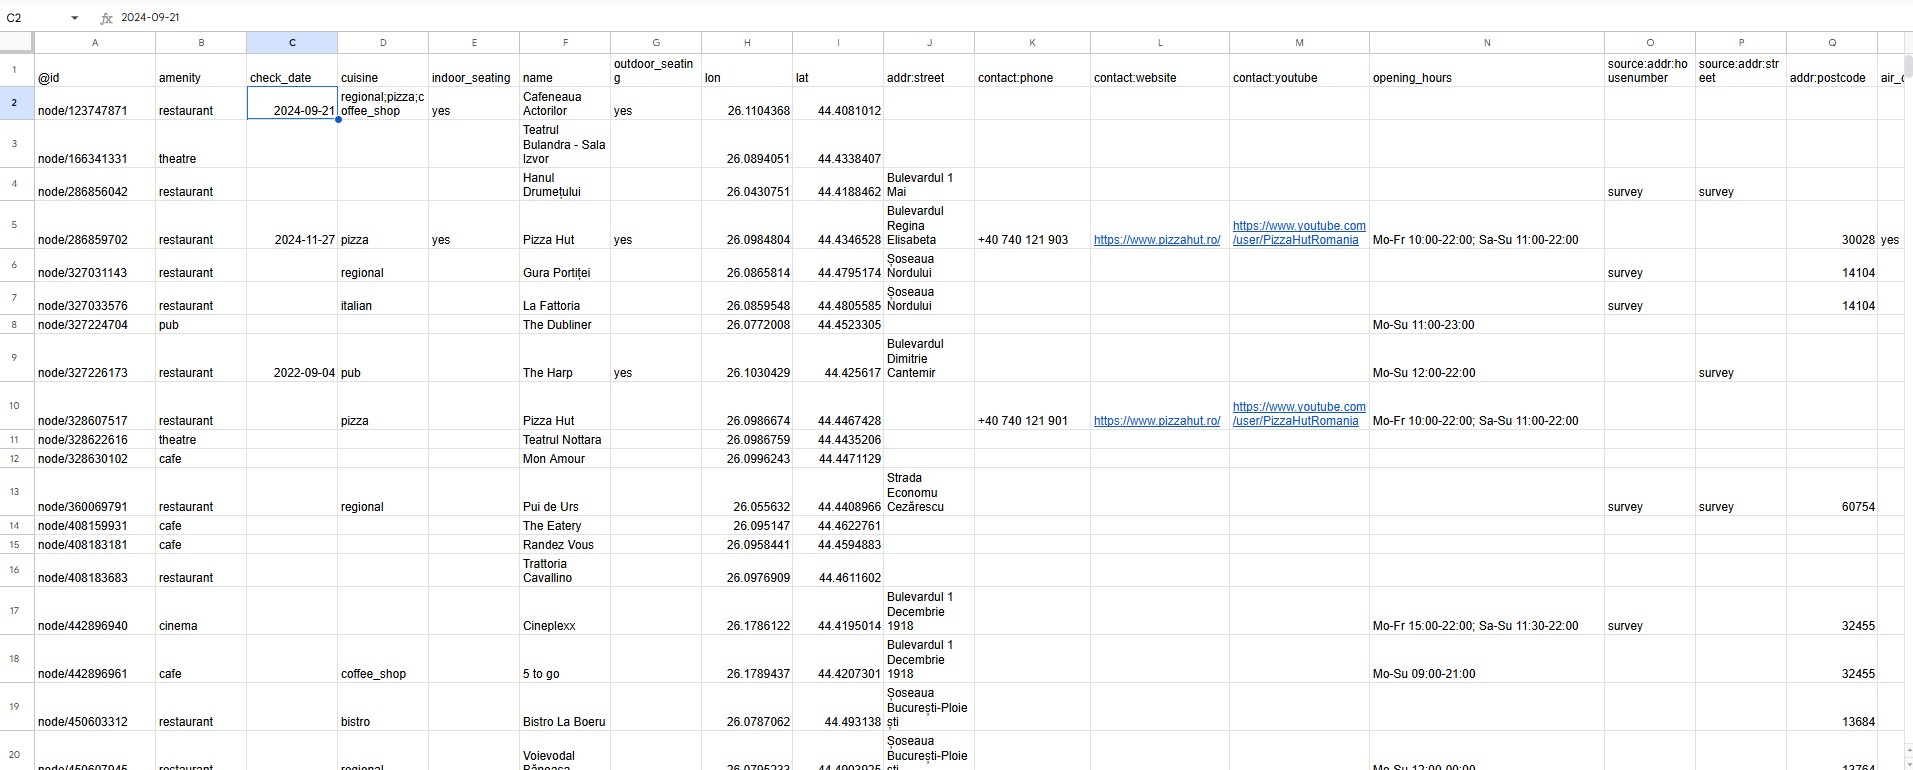 C2 fx 2024-09-21
A B C D E F G H I J K L M N O P Q
1 @id amenity check_date cuisine indoor_seating name outdoor_seatin
g lon lat addr:street contact:phone contact:website contact:youtube opening_hours source:addr:ho
usenumber source:addr:str
eet addr:postcode
2 node/123747871 restaurant 2024-09-21 regional;pizza;c
offee_shop yes Cafeneaua
Actorilor yes 26.1104368 44.4081012
3 node/166341331 theatre Teatrul
Bulandra - Sala
Izvor 26.0894051 44.4338407
4 node/286856042 restaurant Hanul
Drumețului 26.0430751 44.4188462 Bulevardul 1
Mai survey survey
5 node/286859702 restaurant 2024-11-27 pizza yes Pizza Hut yes 26.0984804 44.4346528 Bulevardul
Regina
Elisabeta +40 740 121 903 https://www.pizzahut.ro/ https://www.youtube.com
/user/PizzaHutRomania Mo-Fr 10:00-22:00; Sa-Su 11:00-22:00 30028 yes
6 node/327031143 restaurant regional Gura Portiței 26.0865814 44.4795174 Șoseaua
Nordului survey 14104
7 node/327033576 restaurant italian La Fattoria 26.0859548 44.4805585 Șoseaua
Nordului survey 14104
8 node/327224704 pub The Dubliner 26.0772008 44.4523305 Mo-Su 11:00-23:00
9 node/327226173 restaurant 2022-09-04 pub The Harp yes 26.1030429 44.425617 Bulevardul
Dimitrie
Cantemir Mo-Su 12:00-22:00 survey
10 node/328607517 restaurant pizza Pizza Hut 26.0986674 44.4467428 +40 740 121 901 https://www.pizzahut.ro/ https://www.youtube.com
/user/PizzaHutRomania Mo-Fr 10:00-22:00; Sa-Su 11:00-22:00
11 node/328622616 theatre Teatrul Nottara 26.0986759 44.4435206
12 node/328630102 cafe Mon Amour 26.0996243 44.4471129
13 node/360069791 restaurant regional Pui de Urs 26.055632 44.4408966 Strada
Economu
Cezărescu survey survey 60754
14 node/408159931 cafe The Eatery 26.095147 44.4622761
15 node/408183181 cafe Randez Vous 26.0958441 44.4594883
16 node/408183683 restaurant Trattoria
Cavallino 26.0976909 44.4611602
17 node/442896940 cinema Cineplexx 26.1786122 44.4195014 Bulevardul 1
Decembrie
1918 Mo-Fr 15:00-22:00; Sa-Su 11:30-22:00 survey 32455
18 node/442896961 cafe coffee_shop 5 to go 26.1789437 44.4207301 Bulevardul 1
Decembrie
1918 Mo-Su 09:00-21:00 32455
19 node/450603312 restaurant bistro Bistro La Boeru 26.0787062 44.493138 Șoseaua
București-Ploie
ști 13684
20 restaurant regional Voievodal
Șoseaua
București-Ploie